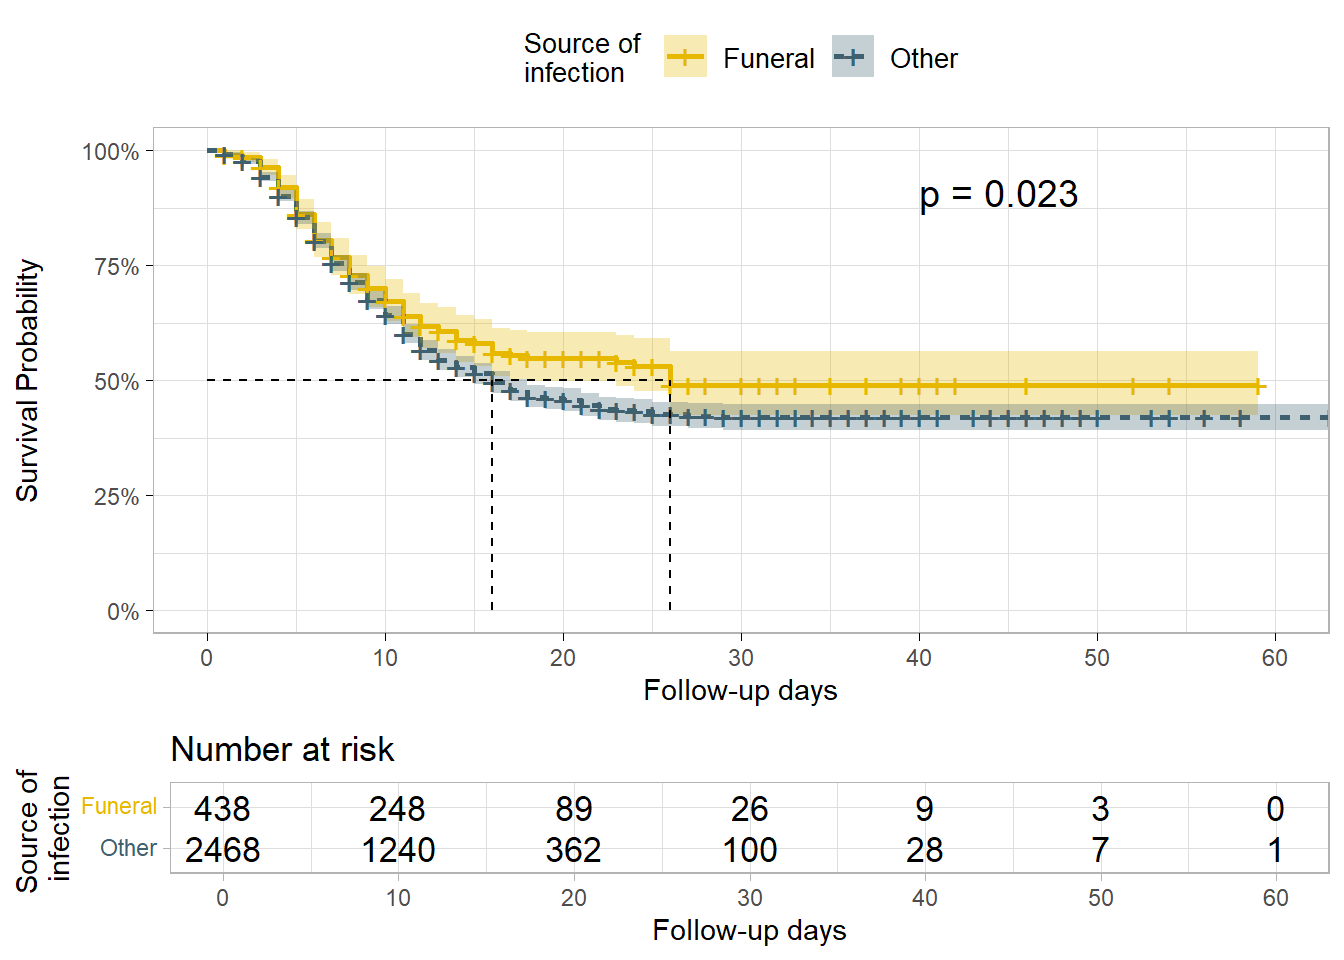 Source of
infection
Funeral
Other
100%
75%
50%
25%
0%
Survival Probability
p = 0.023
0 10 20 30 40 50 60
Follow-up days
Number at risk
Source of
infection
Funeral 438 248 89 26 9 3 0
Other 2468 1240 362 100 28 7 1
0 10 20 30 40 50 60
Follow-up days